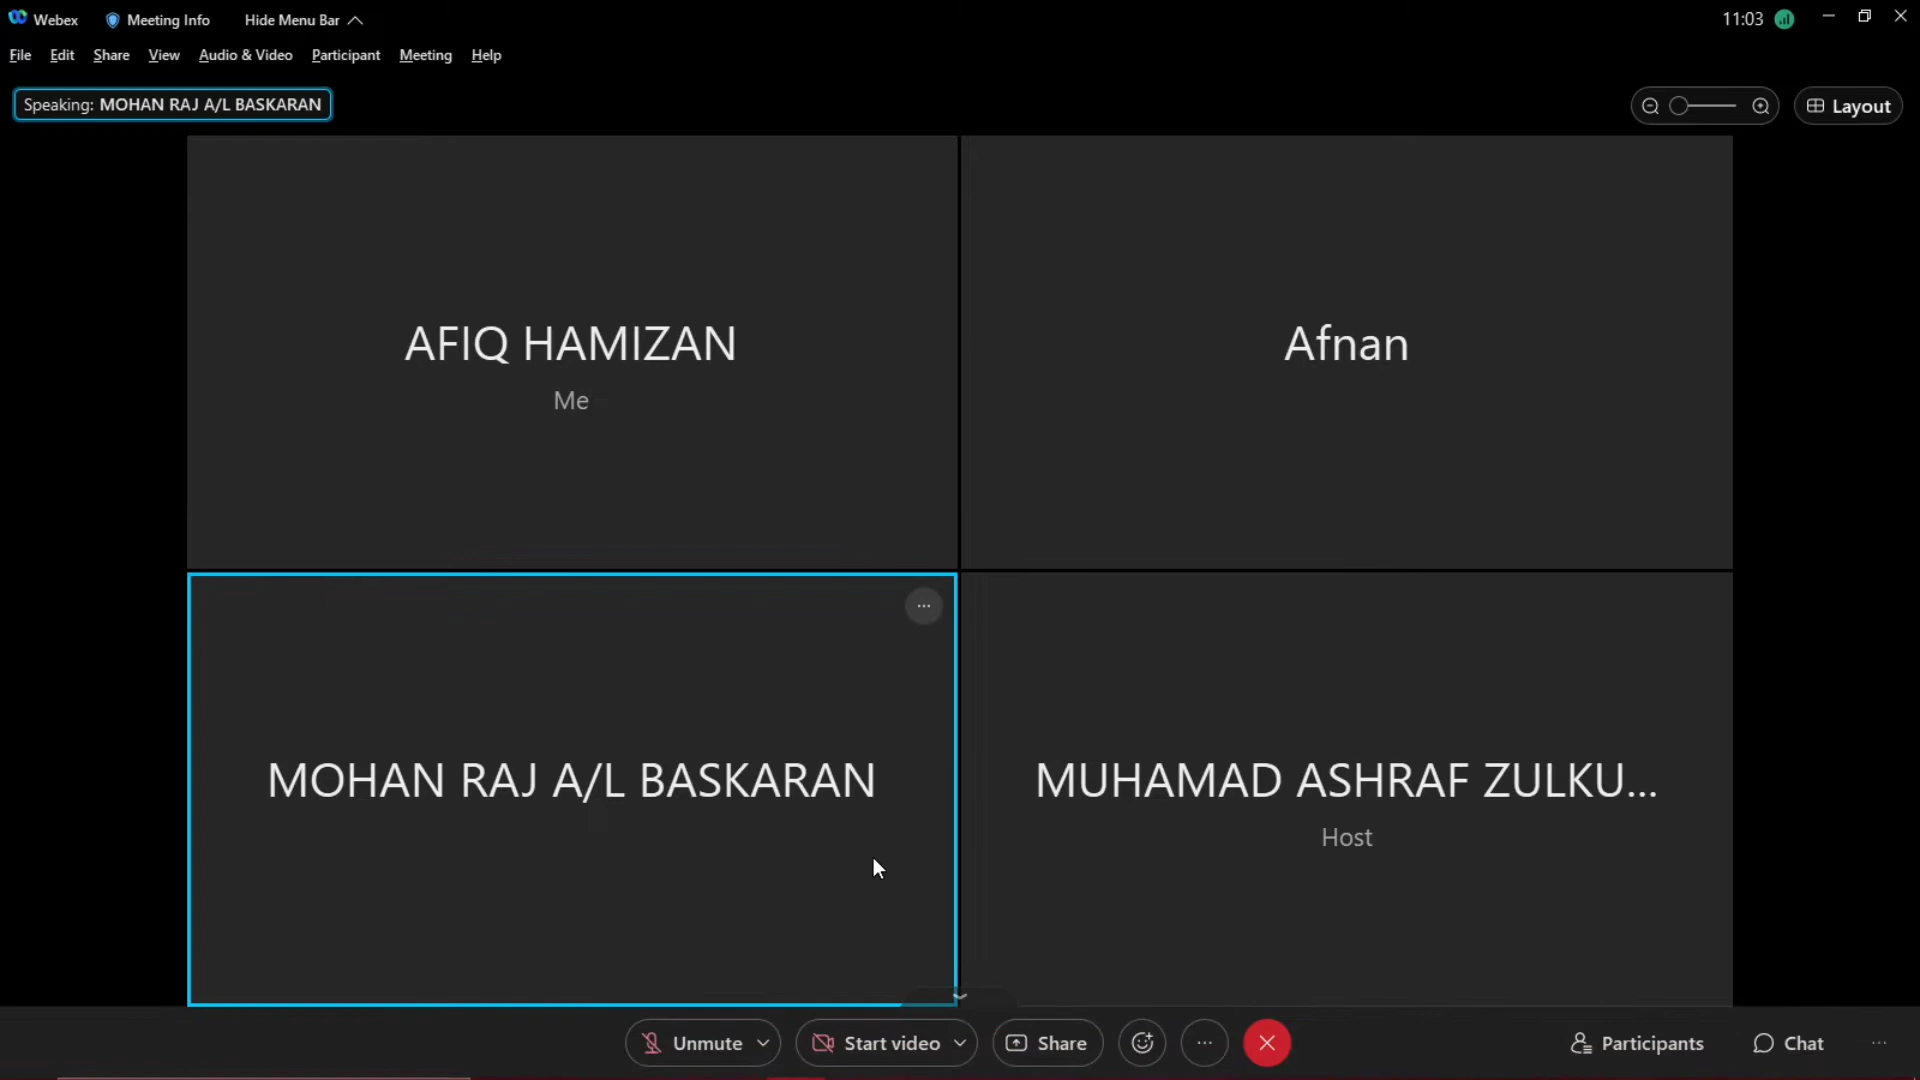 Webex Meeting Info Hide Menu Bar 11:03
File Edit Share View Audio & Video Participant Meeting Help
Speaking: MOHAN RAJ A/L BASKARAN Layout
AFIQ HAMIZAN
Me
Afnan
MOHAN RAJ A/L BASKARAN
MUHAMAD ASHRAF ZULKU...
Host
Unmute Start video Share Participants Chat